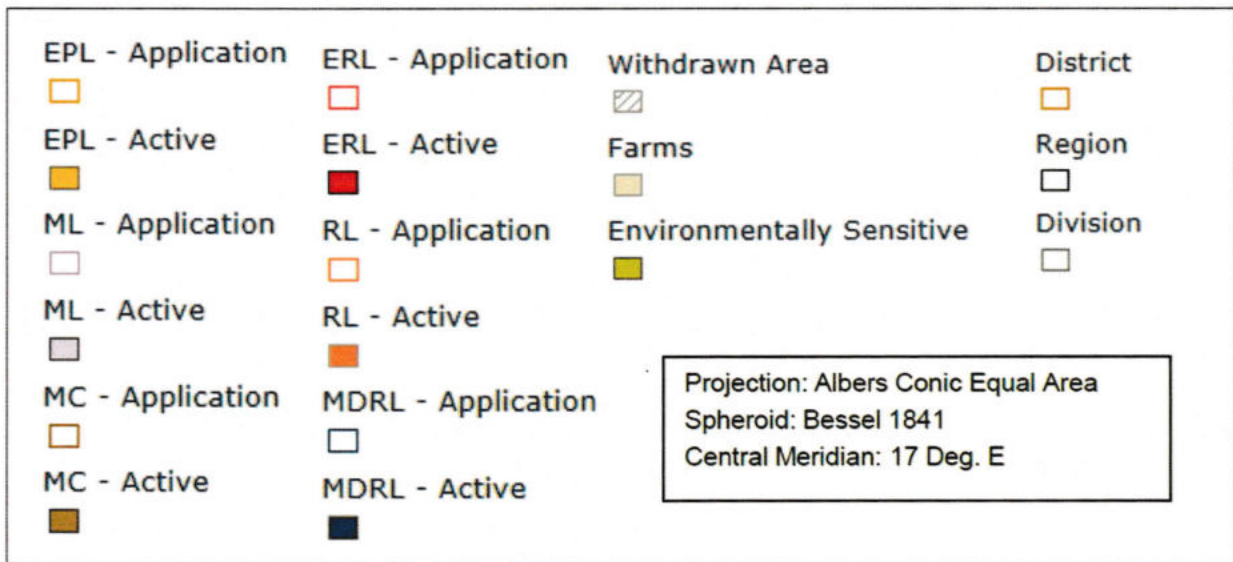 EPL - Application
EPL - Active
ML - Application
ML - Active
MC - Application
MC - Active
ERL - Application
ERL - Active
RL - Application
RL - Active
MDRL - Application
MDRL - Active
Withdrawn Area
Farms
Environmentally Sensitive
District
Region
Division
Projection: Albers Conic Equal Area
Spheroid: Bessel 1841
Central Meridian: 17 Deg. E